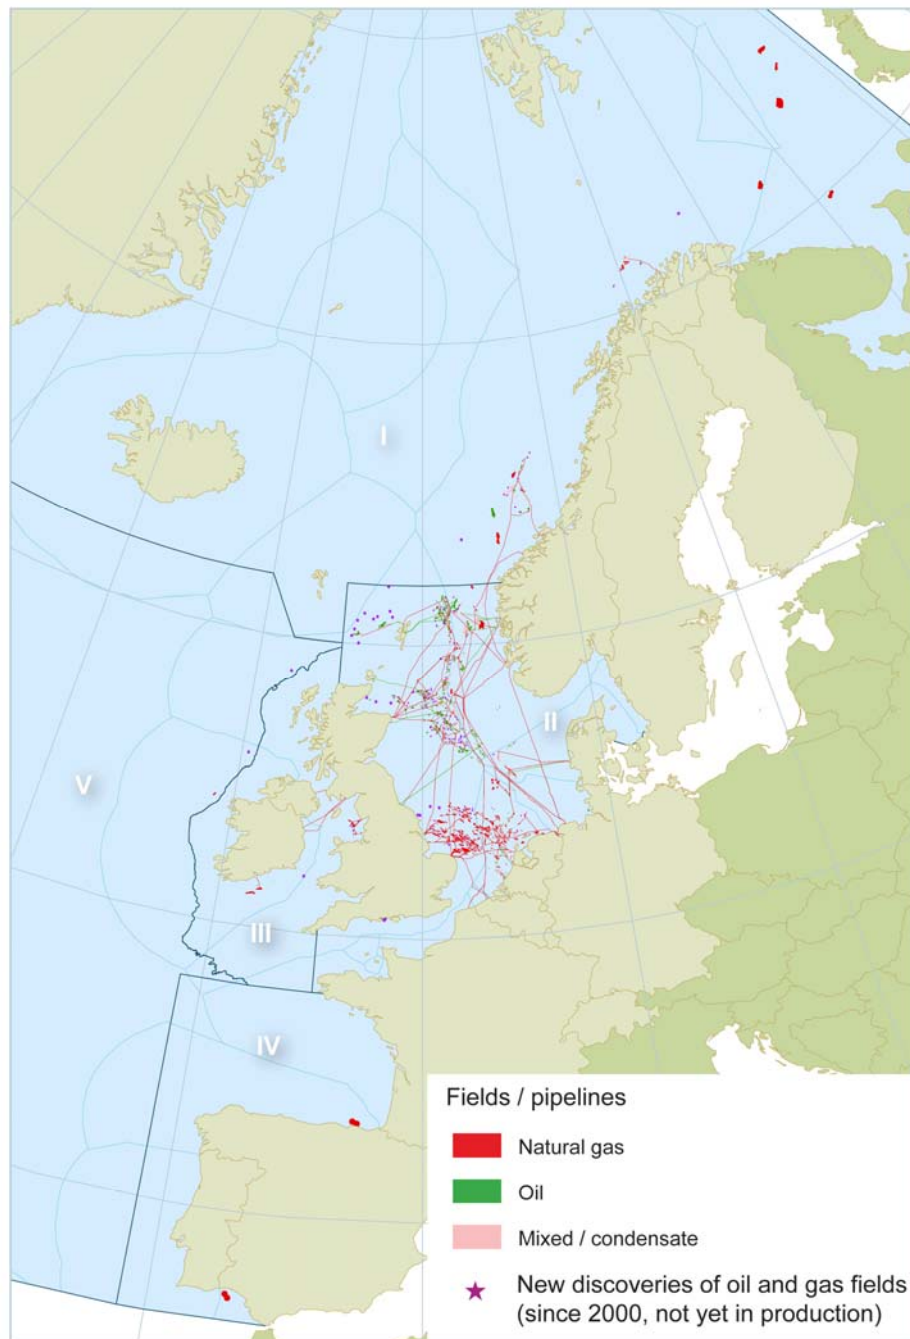 I
II
V
III
IV
Fields / pipelines
Natural gas
Oil
Mixed / condensate
New discoveries of oil and gas fields
(since 2000, not yet in production)